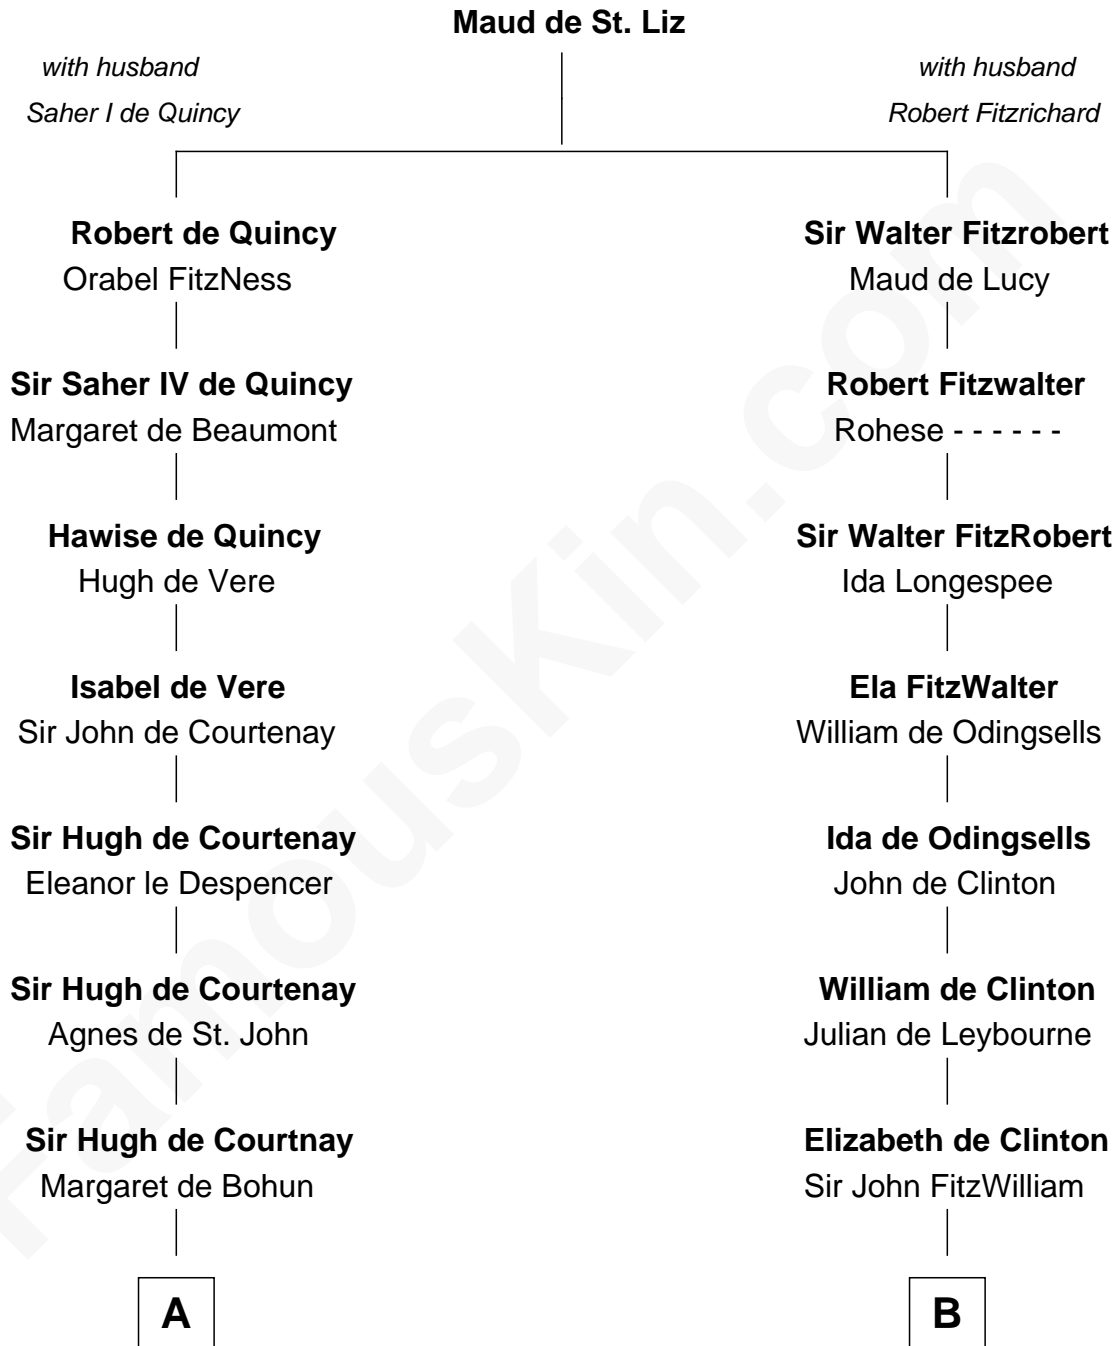 Maud de St. Liz
with husband
Saher I de Quincy
with husband
Robert Fitzrichard
Robert de Quincy
Orabel FitzNess
Sir Saher IV de Quincy
Margaret de Beaumont
Hawise de Quincy
Hugh de Vere
Isabel de Vere
Sir John de Courtenay
Sir Hugh de Courtenay
Eleanor le Despencer
Sir Hugh de Courtenay
Agnes de St. John
Sir Hugh de Courtnay
Margaret de Bohun
A
Sir Walter Fitzrobert
Maud de Lucy
Robert Fitzwalter
Rohese - - - - - -
Sir Walter FitzRobert
Ida Longespee
Ela FitzWalter
William de Odingsells
Ida de Odingsells
John de Clinton
William de Clinton
Julian de Leybourne
Elizabeth de Clinton
Sir John FitzWilliam
B
FamousKin.com